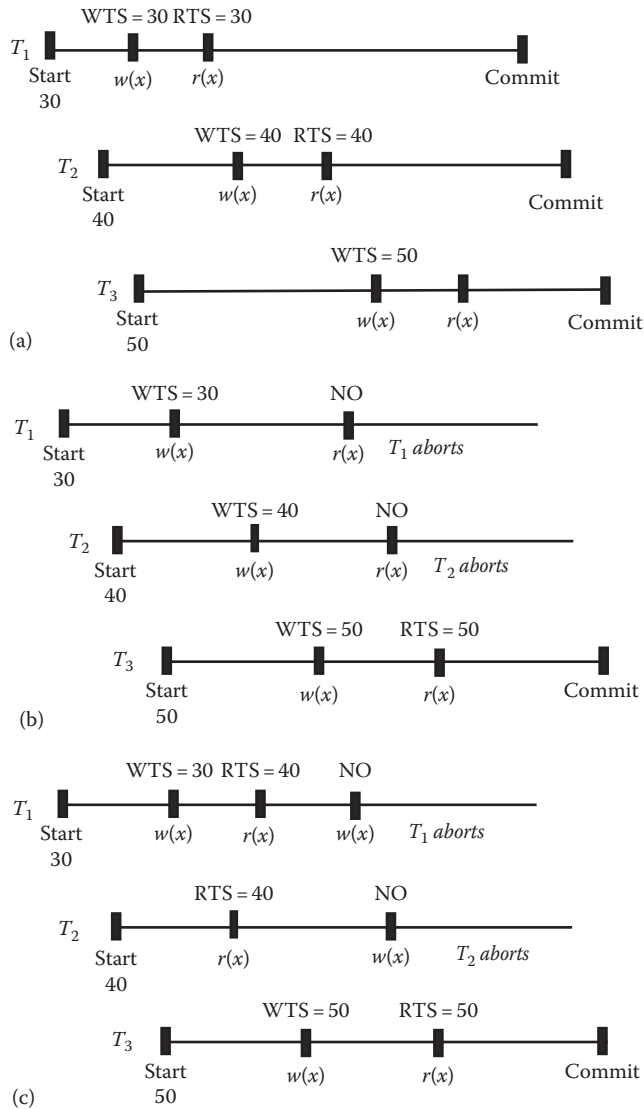 WTS = 30 RTS = 30
T1
Start w(x) r(x) Commit
30
WTS = 40 RTS = 40
T2
Start w(x) r(x) Commit
40
WTS = 50
T3
Start w(x) r(x) Commit
50
(a)
WTS = 30 NO
T1
Start w(x) r(x) T1 aborts
30
WTS = 40 NO
T2
Start w(x) r(x) T2 aborts
40
WTS = 50 RTS = 50
T3
Start w(x) r(x) Commit
50
(b)
WTS = 30 RTS = 40 NO
T1
Start w(x) r(x) w(x) T1 aborts
30
RTS = 40 NO
T2
Start r(x) w(x) T2 aborts
40
WTS = 50 RTS = 50
T3
Start w(x) r(x) Commit
50
(c)